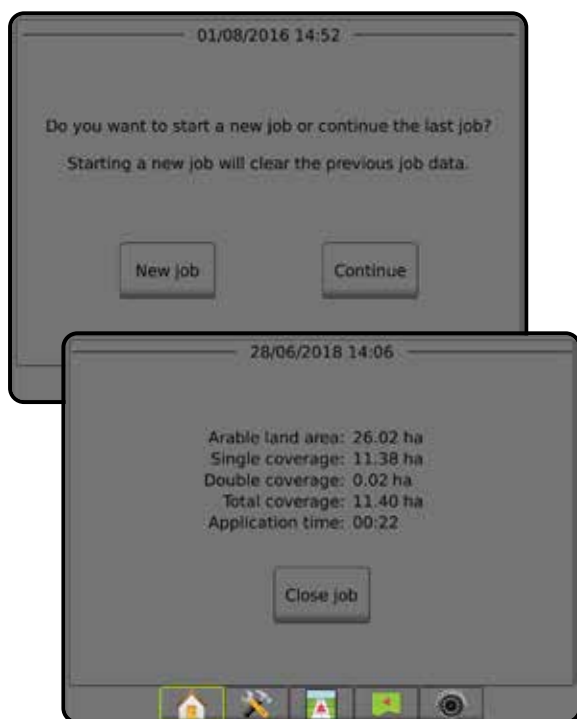 01/08/2016 14:52
Do you want to start a new job or continue the last job?
Starting a new job will clear the previous job data.
New job
Continue
28/06/2018 14:06
Arable land area: 26.02 ha
Single coverage: 11.38 ha
Double coverage: 0.02 ha
Total coverage: 11.40 ha
Application time: 00:22
Close job